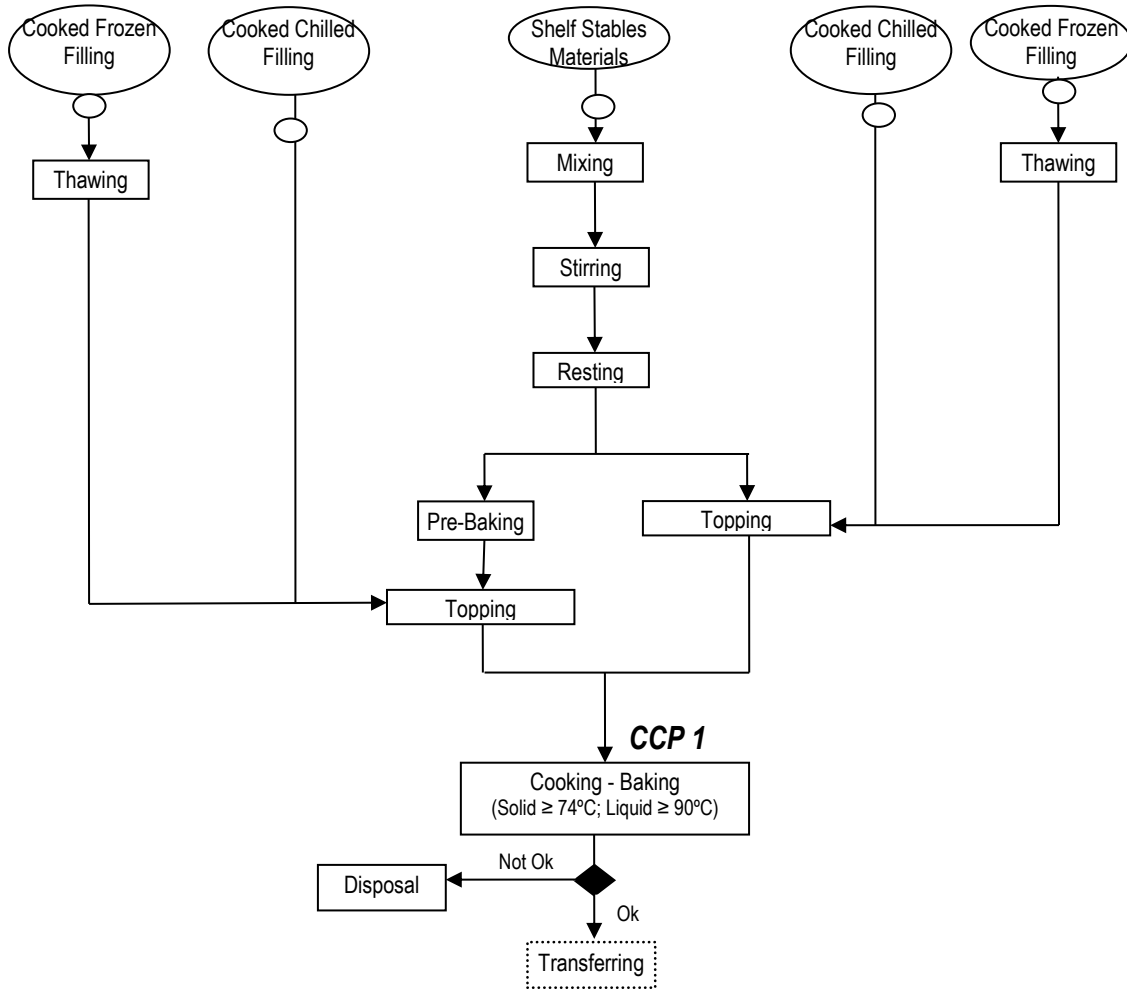 Cooked Frozen
Filling
Cooked Chilled
Filling
Shelf Stables
Materials
Cooked Chilled
Filling
Cooked Frozen
Filling
Thawing
Mixing
Thawing
Stirring
Resting
Pre-Baking
Topping
Topping
CCP 1
Cooking - Baking
(Solid ≥ 74ºC; Liquid ≥ 90ºC)
Not Ok
Disposal
Ok
Transferring